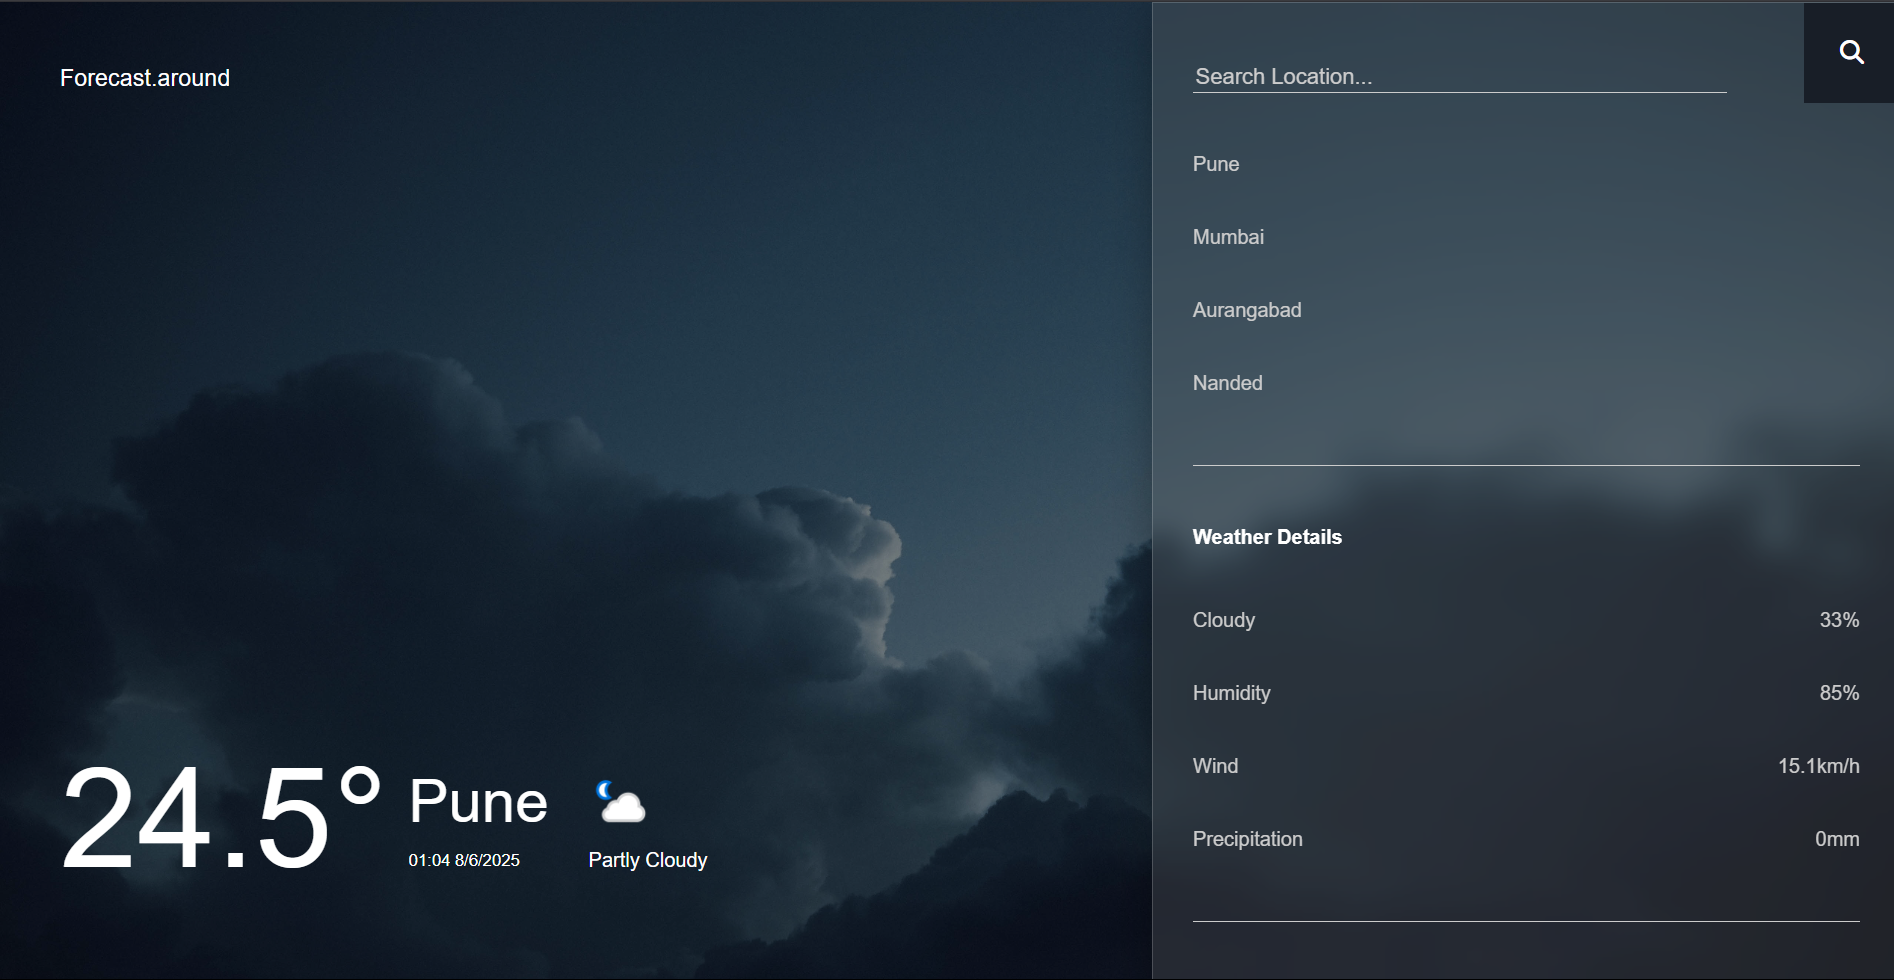 Forecast.around
24.5°
Pune
01:04 8/6/2025
Partly Cloudy
Search Location...
Pune
Mumbai
Aurangabad
Nanded
Weather Details
Cloudy 33%
Humidity 85%
Wind 15.1km/h
Precipitation 0mm